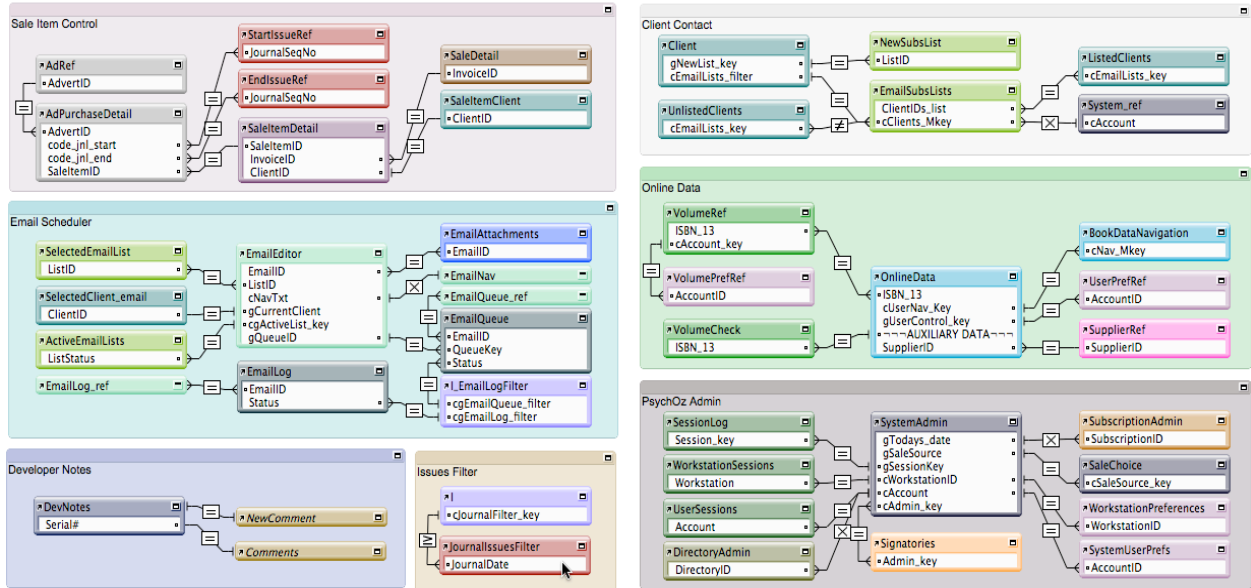 Sale Item Control
AdRef
AdvertID
AdPurchaseDetail
AdvertID
code_jnl_start
code_jnl_end
SaleItemID
StartIssueRef
JournalSeqNo
EndIssueRef
JournalSeqNo
SaleItemDetail
SaleItemID
InvoiceID
ClientID
SaleDetail
InvoiceID
SaleItemClient
ClientID
Client Contact
Client
gNewList_key
cEmailLists_filter
UnlistedClients
cEmailLists_key
NewSubsList
ListID
EmailSubsLists
ClientIDs_list
cClients_Mkey
ListedClients
cEmailLists_key
System_ref
cAccount
Email Scheduler
SelectedEmailList
ListID
SelectedClient_email
ClientID
ActiveEmailLists
ListStatus
EmailLog_ref
EmailEditor
EmailID
ListID
cNavTxt
gCurrentClient
cgActiveList_key
gQueueID
EmailLog
EmailID
Status
EmailAttachments
EmailID
EmailNav
EmailQueue_ref
EmailQueue
EmailID
QueueKey
Status
I_EmailLogFilter
cgEmailQueue_filter
cgEmailLog_filter
Online Data
VolumeRef
ISBN_13
cAccount_key
VolumePrefRef
AccountID
VolumeCheck
ISBN_13
OnlineData
ISBN_13
cUserNav_Key
gUserControl_key
¬¬¬AUXILIARY DATA¬¬¬
SupplierID
BookDataNavigation
cNav_Mkey
UserPrefRef
AccountID
SupplierRef
SupplierID
Developer Notes
DevNotes
Serial#
NewComment
Comments
Issues Filter
I
cJournalFilter_key
JournalIssuesFilter
JournalDate
PsychOz Admin
SessionLog
Session_key
WorkstationSessions
Workstation
UserSessions
Account
DirectoryAdmin
DirectoryID
SystemAdmin
gTodays_date
gSaleSource
gSessionKey
cWorkstationID
cAccount
cAdmin_key
Signatories
Admin_key
SubscriptionAdmin
SubscriptionID
SaleChoice
cSaleSource_key
WorkstationPreferences
WorkstationID
SystemUserPrefs
AccountID